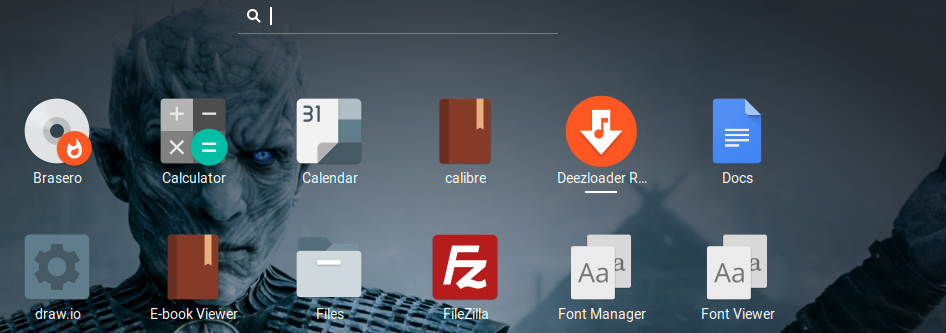 31
Brasero
Calculator
Calendar
calibre
Deezloader R...
Docs
Fz
Aa a
Aa a
draw.io
E-book Viewer
Files
FileZilla
Font Manager
Font Viewer